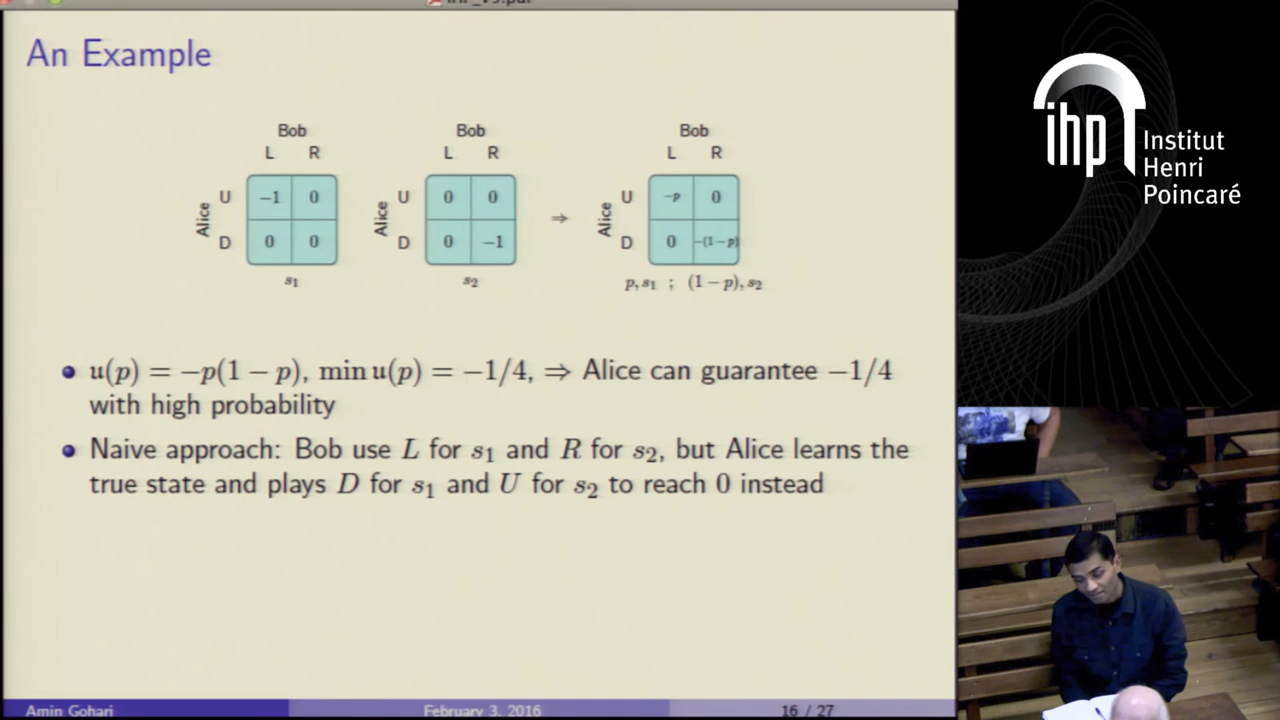 An Example
Bob Bob Bob
L R L R L R
Alice U −1 0 Alice U 0 0 ⇒ Alice U −p 0
D 0 0 D 0 −1 D 0 −(1−p)
s₁ s₂ p, s₁ ; (1 − p), s₂
u(p) = −p(1 − p), min u(p) = −1/4, ⇒ Alice can guarantee −1/4
with high probability
Naive approach: Bob use L for s₁ and R for s₂, but Alice learns the
true state and plays D for s₁ and U for s₂ to reach 0 instead
Amin Gohari February 3, 2016 16 / 27
ihp
Institut
Henri
Poincaré